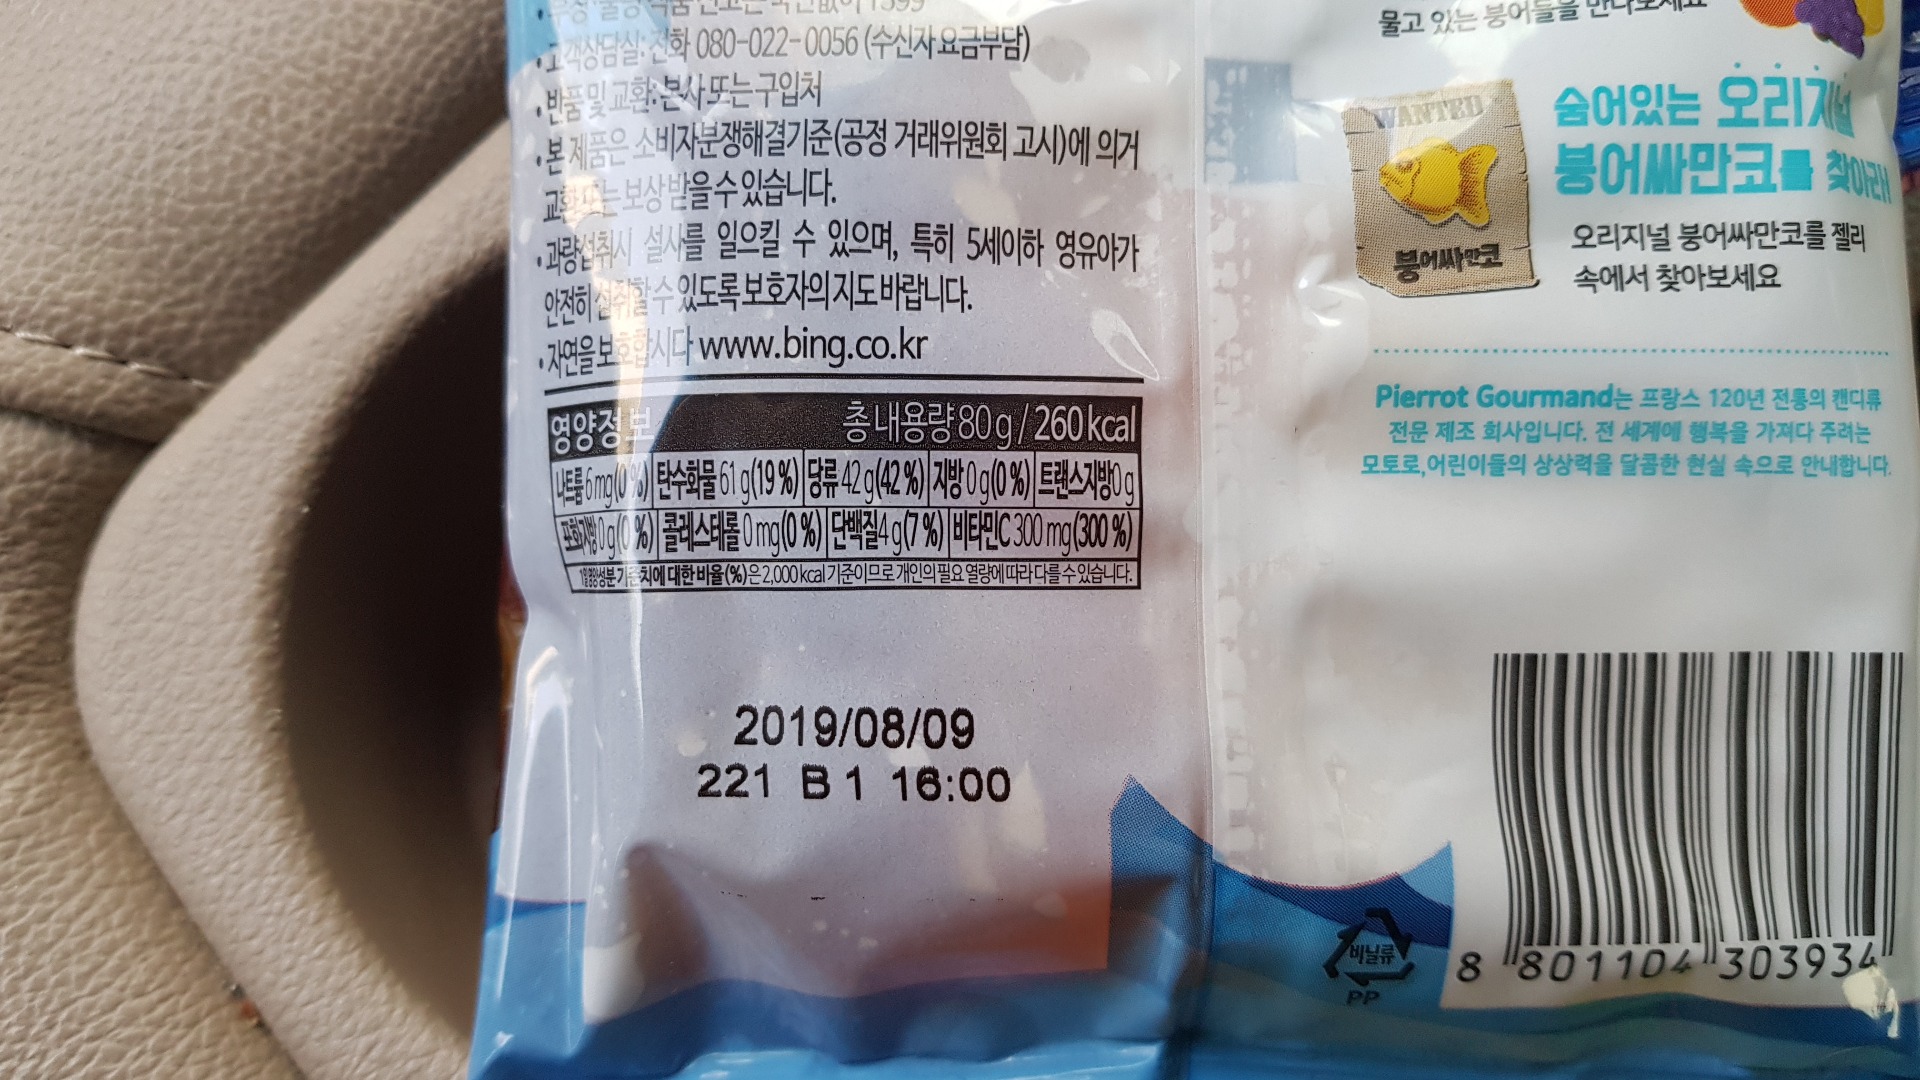 고객상담실: 전화 080-022-0056 (수신자 요금부담)
•반품 및 교환: 본사 또는 구입처
•본 제품은 소비자분쟁해결기준(공정 거래위원회 고시)에 의거
교환 또는 보상 받을 수 있습니다.
•과량섭취시 설사를 일으킬 수 있으며, 특히 5세이하 영유아가
안전히 섭취할 수 있도록 보호자의 지도 바랍니다.
•자연을 보호합시다 www.bing.co.kr
영양정보 총 내용량 80 g / 260 kcal
나트륨 6 mg(0 %) 탄수화물 61 g(19 %) 당류 42 g(42 %) 지방 0 g(0 %) 트랜스지방 0 g
포화지방 0 g(0 %) 콜레스테롤 0 mg(0 %) 단백질 4 g(7 %) 비타민C 300 mg(300 %)
1일 영양성분 기준치에 대한 비율(%)은 2,000 kcal 기준이므로 개인의 필요 열량에 따라 다를 수 있습니다.
2019/08/09
221 B 1 16:00
물고 있는 붕어들을 만나보세요
WANTED
붕어싸만코
숨어있는 오리지널
붕어싸만코를 찾아라!
오리지널 붕어싸만코를 젤리
속에서 찾아보세요
Pierrot Gourmand는 프랑스 120년 전통의 캔디류
전문 제조 회사입니다. 전 세계에 행복을 가져다 주려는
모토로, 어린이들의 상상력을 달콤한 현실 속으로 안내합니다.
비닐류
PP
8 801104 303934